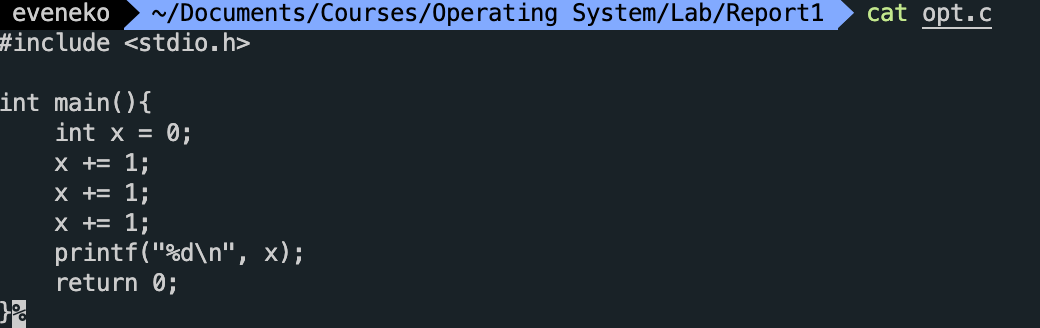 eveneko ~/Documents/Courses/Operating System/Lab/Report1 cat opt.c
#include <stdio.h>

int main(){
    int x = 0;
    x += 1;
    x += 1;
    x += 1;
    printf("%d\n", x);
    return 0;
}%